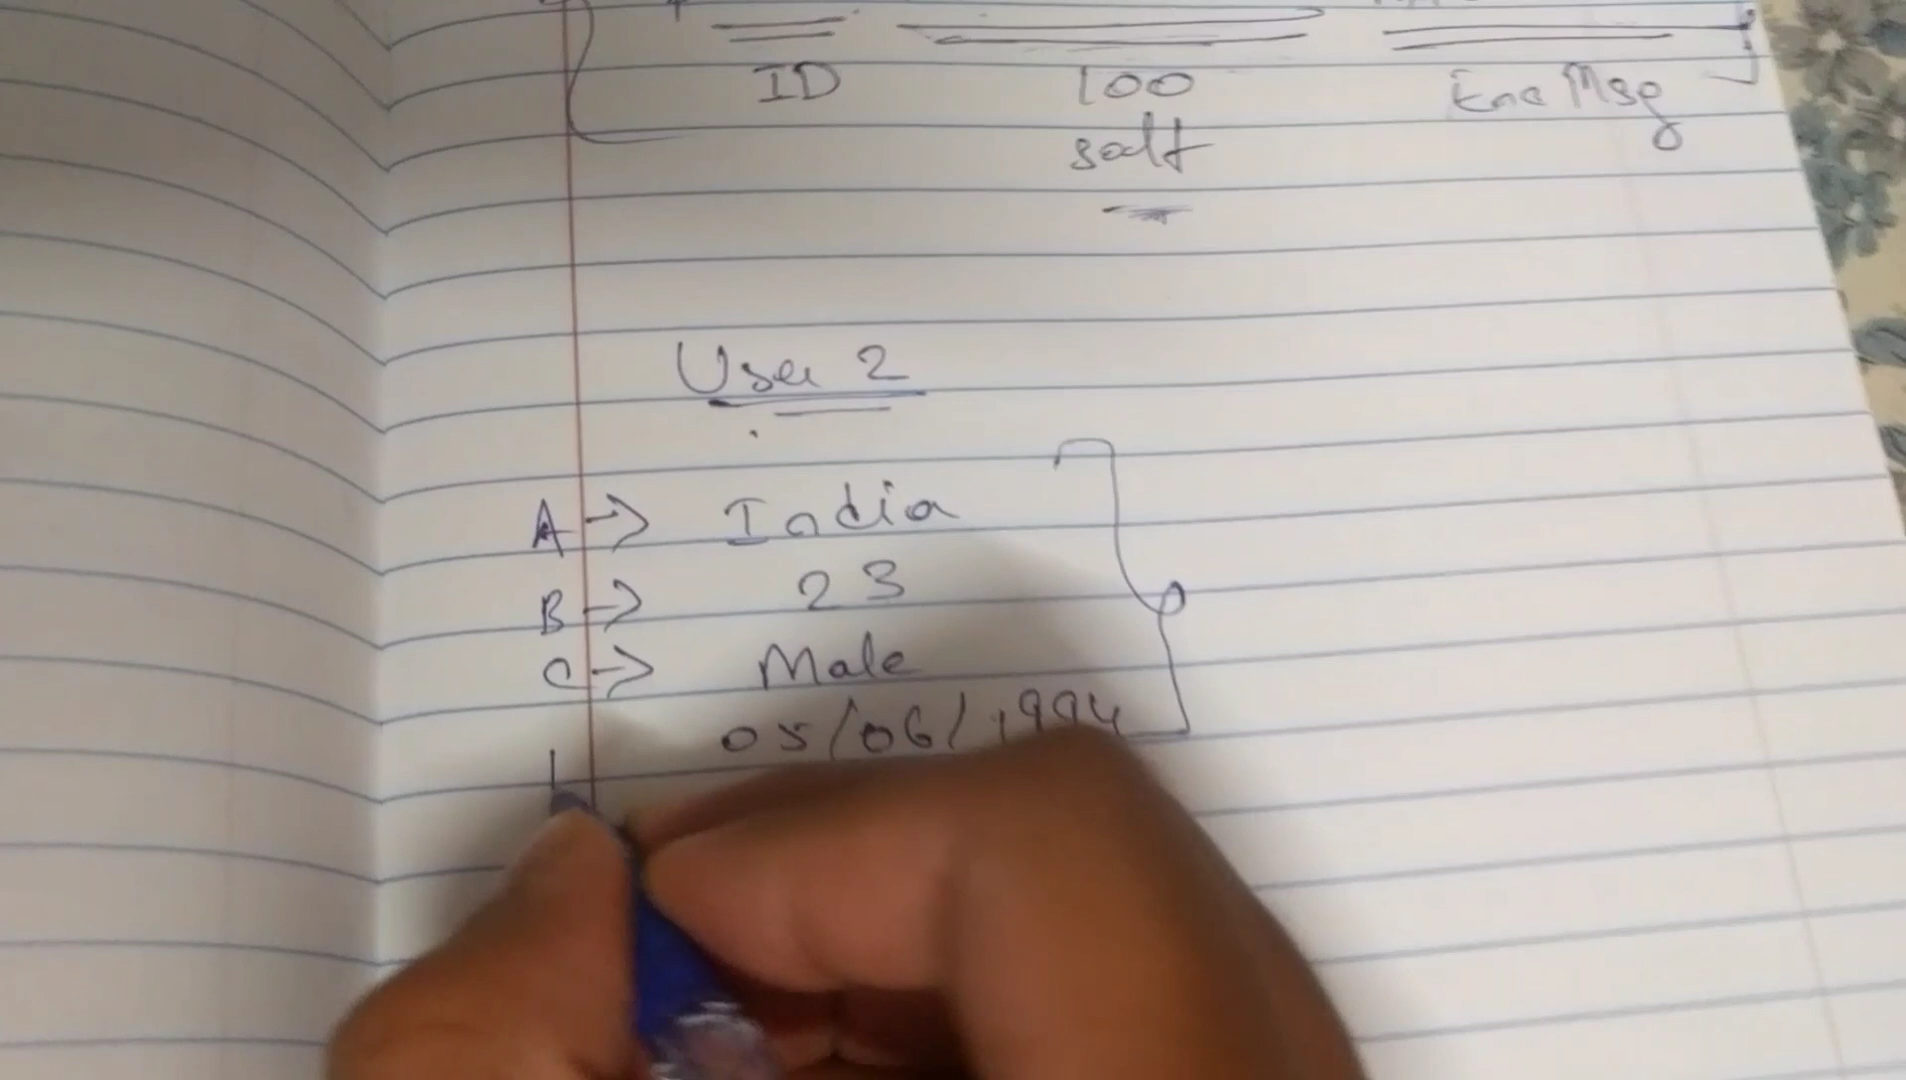 ID 100 Enc Msg
salt
User 2
A → India
B → 23
C → Male
05/06/1994